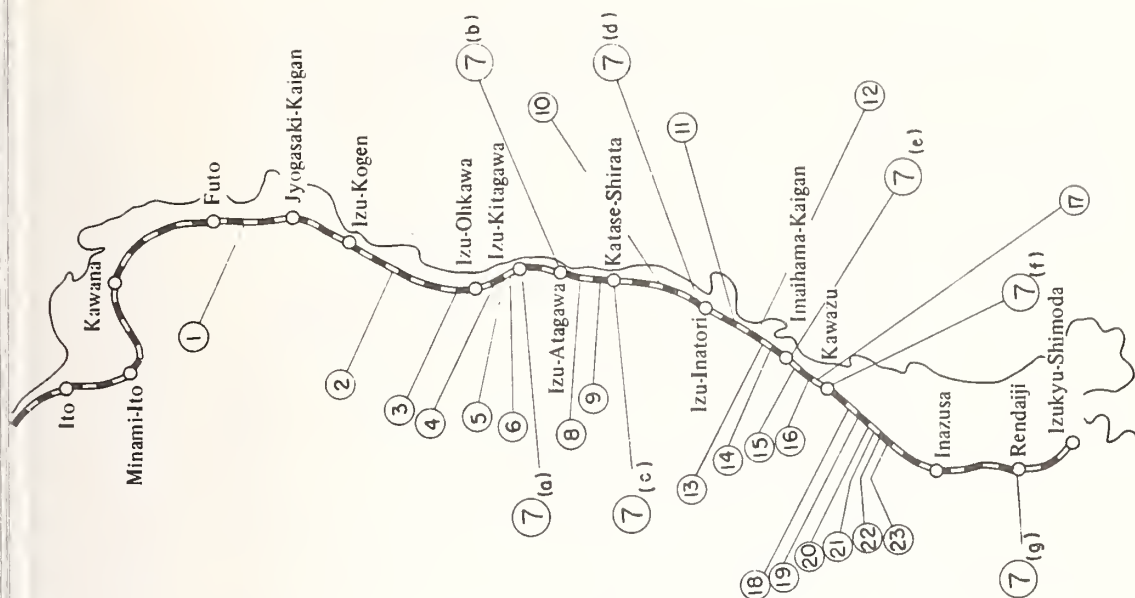 Ito
Minami-Ito
Kawana
Futo
1
Jyogasaki-Kaigan
Izu-Kogen
2
Izu-Ohkawa
3
Izu-Kitagawa
4
5
6
7 (a)
7 (b)
Izu-Atagawa
8
9
Katase-Shirata
7 (c)
10
7 (d)
Izu-Inatori
11
12
13
14
Imaihama-Kaigan
15
7 (e)
16
Kawazu
17
7 (f)
18
19
20
21
22
23
Inazusa
Rendaiji
7 (g)
Izukyu-Shimoda